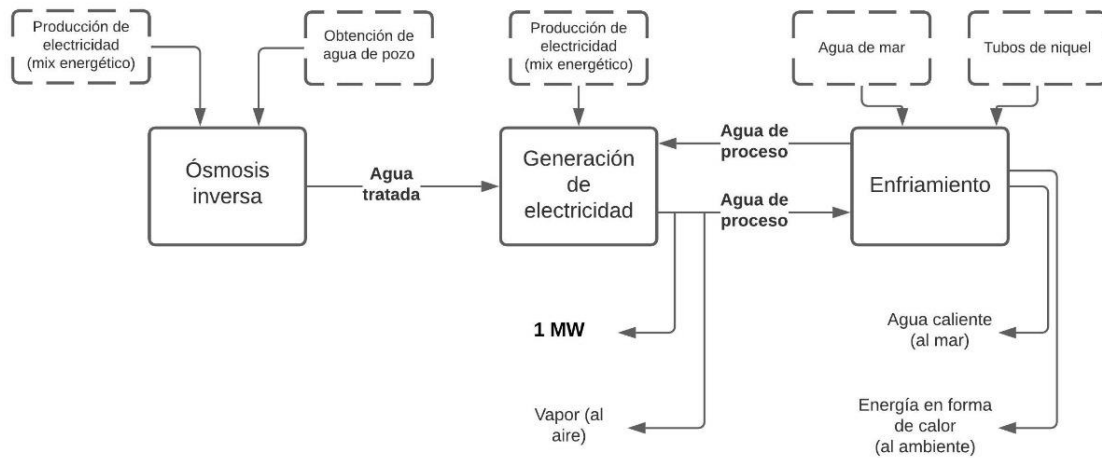 Producción de
electricidad
(mix energético)
Obtención de
agua de pozo
Producción de
electricidad
(mix energético)
Agua de mar
Tubos de niquel
Ósmosis
inversa
Agua
tratada
Generación
de
electricidad
Agua de
proceso
Agua de
proceso
Enfriamiento
1 MW
Vapor (al
aire)
Agua caliente
(al mar)
Energía en forma
de calor
(al ambiente)